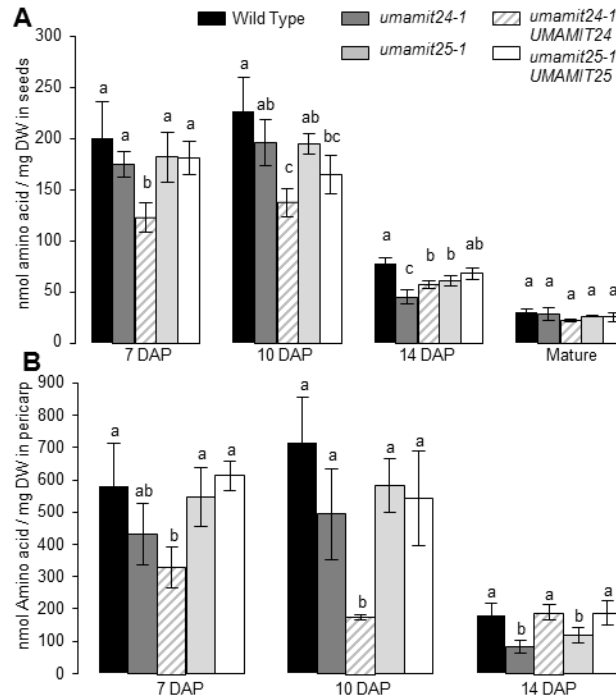 A
Wild Type
umamit24-1
umamit25-1
umamit24-1
UMAMIT24
umamit25-1
UMAMIT25
nmol amino acid / mg DW in seeds
300
250
200
150
100
50
0
a a b a a
a ab c ab bc
a c b b ab
a a a a a
7 DAP 10 DAP 14 DAP Mature
B
nmol Amino acid / mg DW in pericarp
900
800
700
600
500
400
300
200
100
0
a ab b a a
a a b a a
a b a b a
7 DAP 10 DAP 14 DAP